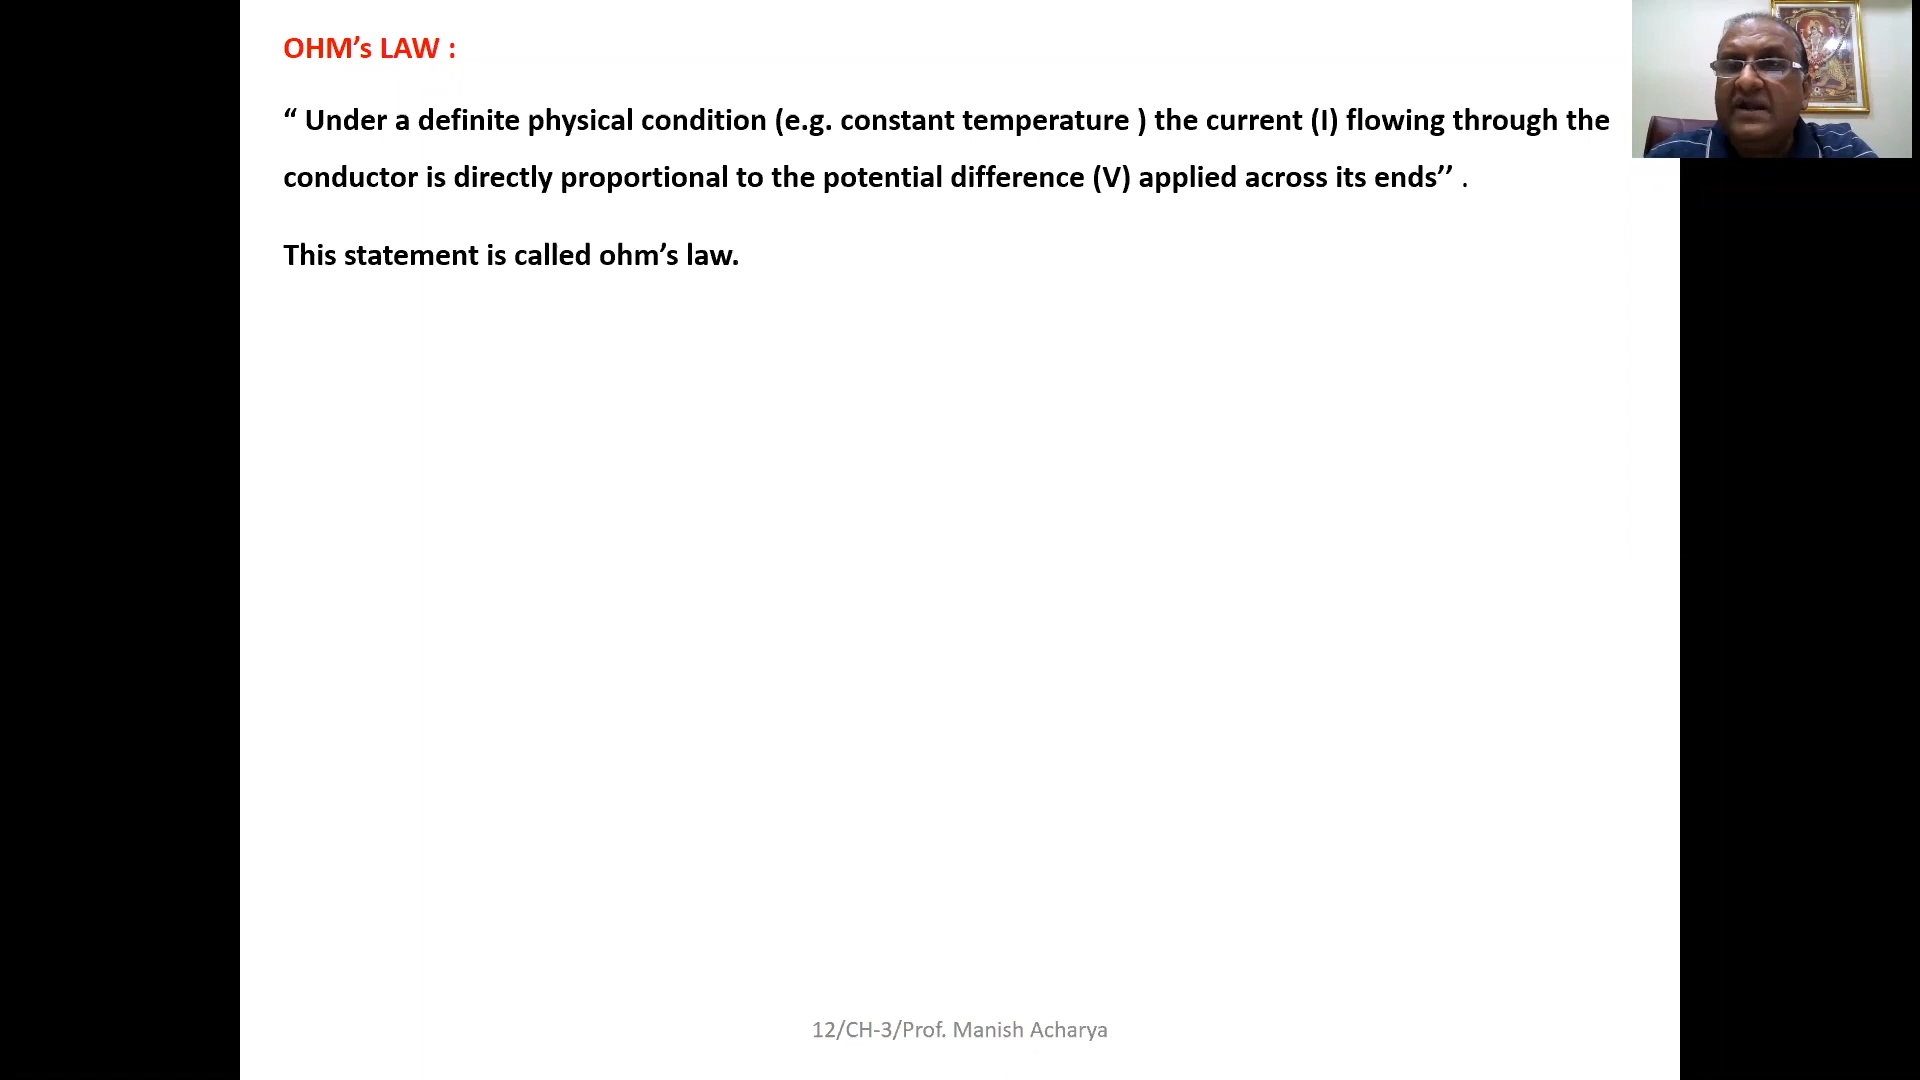 OHM’s LAW :
“ Under a definite physical condition (e.g. constant temperature ) the current (I) flowing through the
conductor is directly proportional to the potential difference (V) applied across its ends’’ .
This statement is called ohm’s law.
12/CH-3/Prof. Manish Acharya